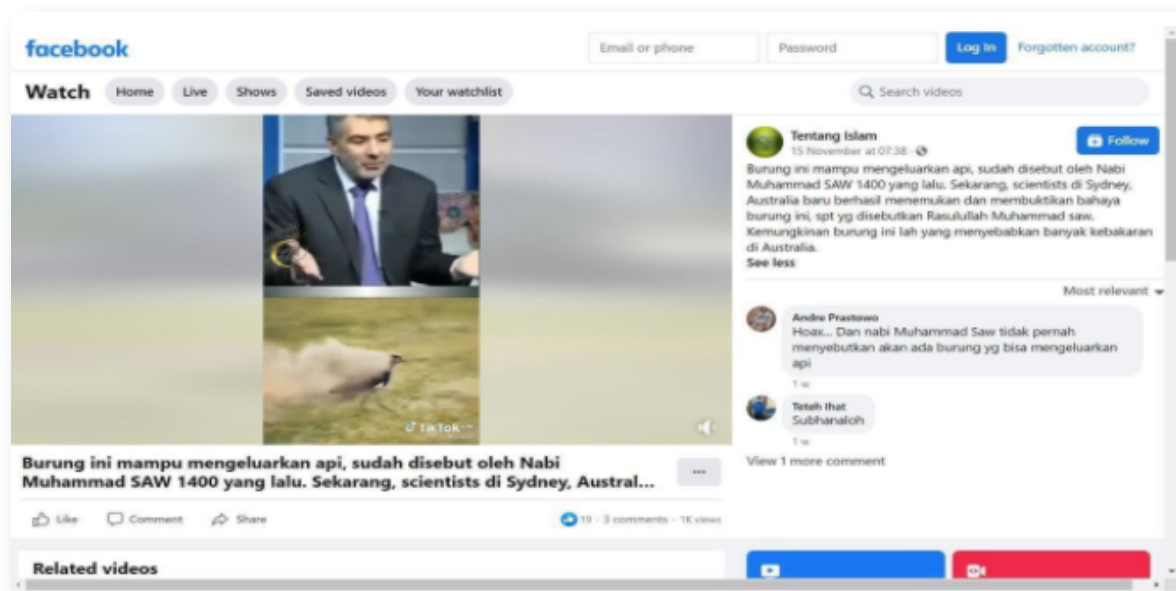 facebook
Email or phone
Password
Log In
Forgotten account?
Watch
Home
Live
Shows
Saved videos
Your watchlist
Search videos
TikTok
Tentang Islam
15 November at 07:38
Follow
Burung ini mampu mengeluarkan api, sudah disebut oleh Nabi
Muhammad SAW 1400 yang lalu. Sekarang, scientists di Sydney,
Australia baru berhasil menemukan dan membuktikan bahaya
burung ini, spt yg disebutkan Rasulullah Muhammad saw.
Kemungkinan burung ini lah yang menyebabkan banyak kebakaran
di Australia.
See less
Most relevant
Andre Prastowo
Hoax... Dan nabi Muhammad Saw tidak pernah
menyebutkan akan ada burung yg bisa mengeluarkan
api
1 w
Teteh Ihat
Subhanaloh
1 w
View 1 more comment
Burung ini mampu mengeluarkan api, sudah disebut oleh Nabi
Muhammad SAW 1400 yang lalu. Sekarang, scientists di Sydney, Austral...
Like
Comment
Share
19 · 3 comments · 1K views
Related videos